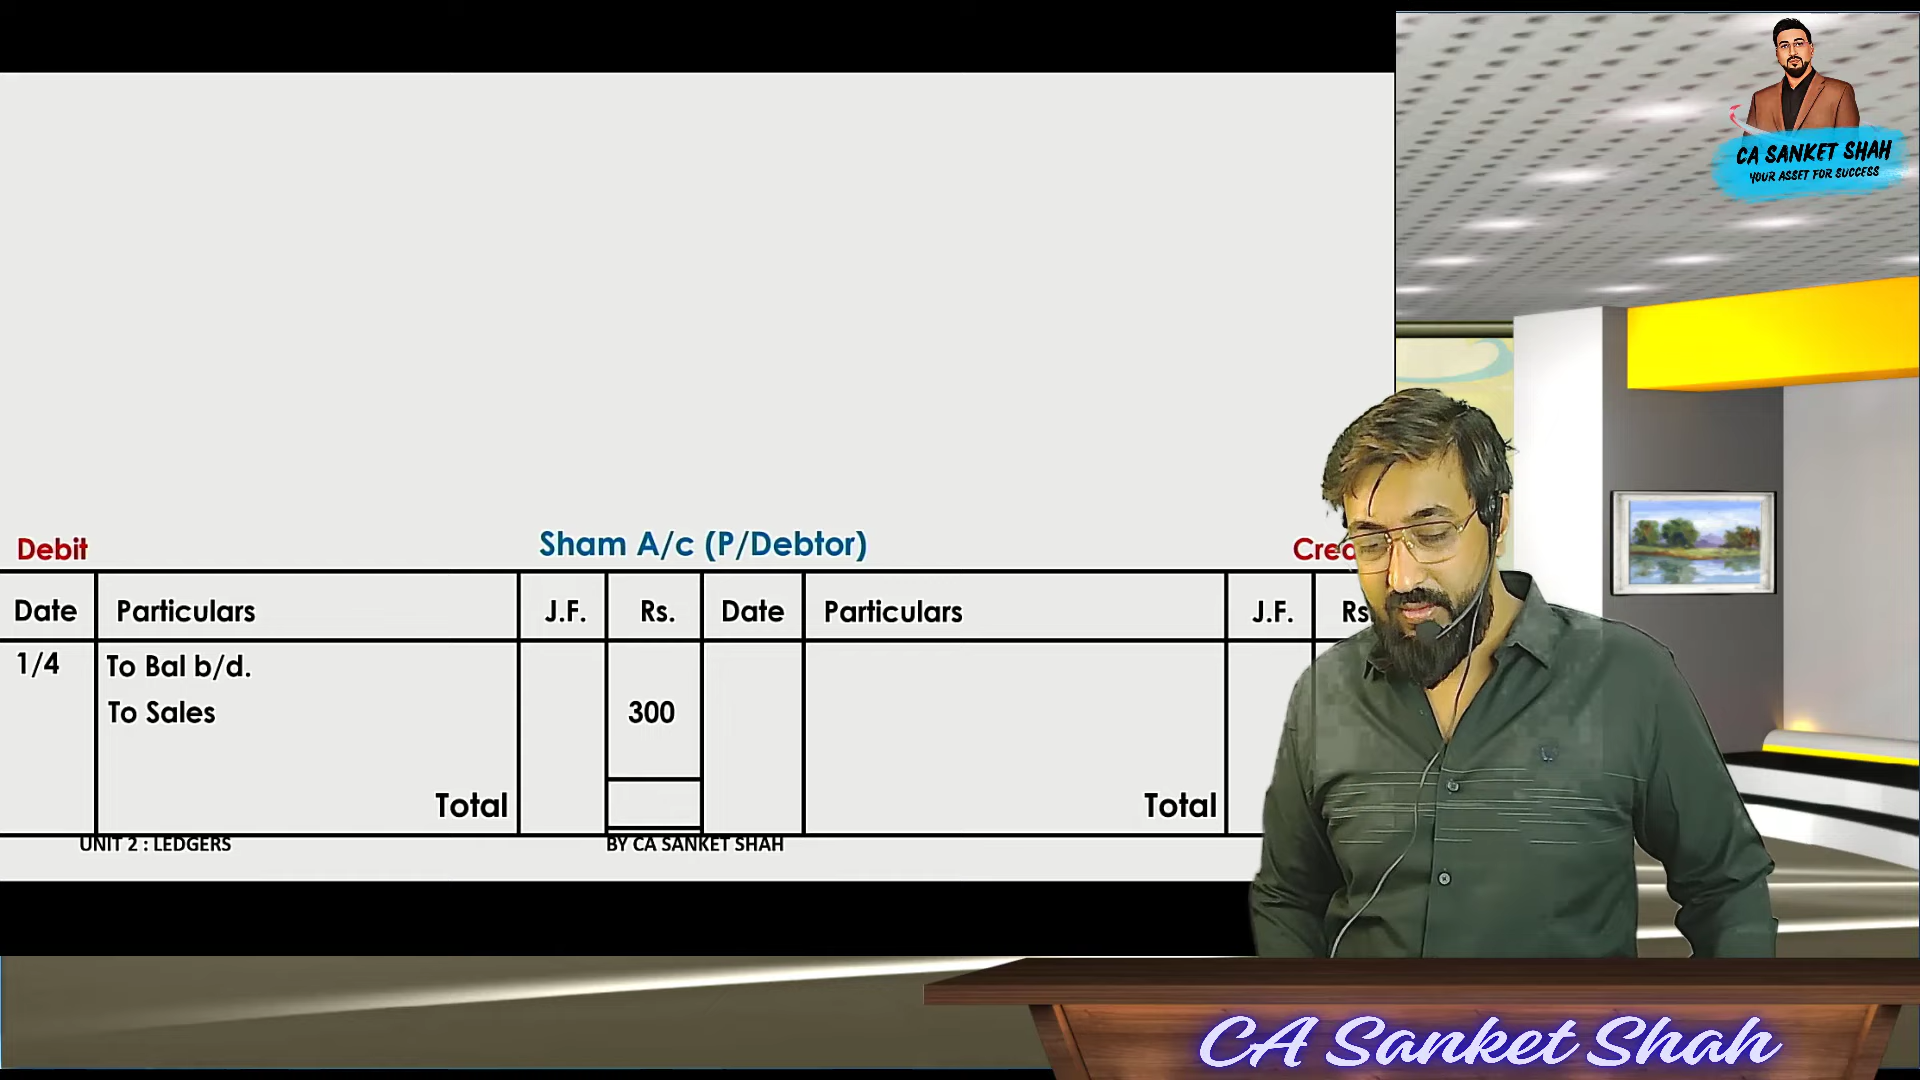 CA SANKET SHAH
YOUR ASSET FOR SUCCESS
Debit Sham A/c (P/Debtor)
Date Particulars J.F. Rs. Date Particulars J.F.
1/4 To Bal b/d.
To Sales 300
Total Total
UNIT 2 : LEDGERS BY CA SANKET SHAH
CA Sanket Shah